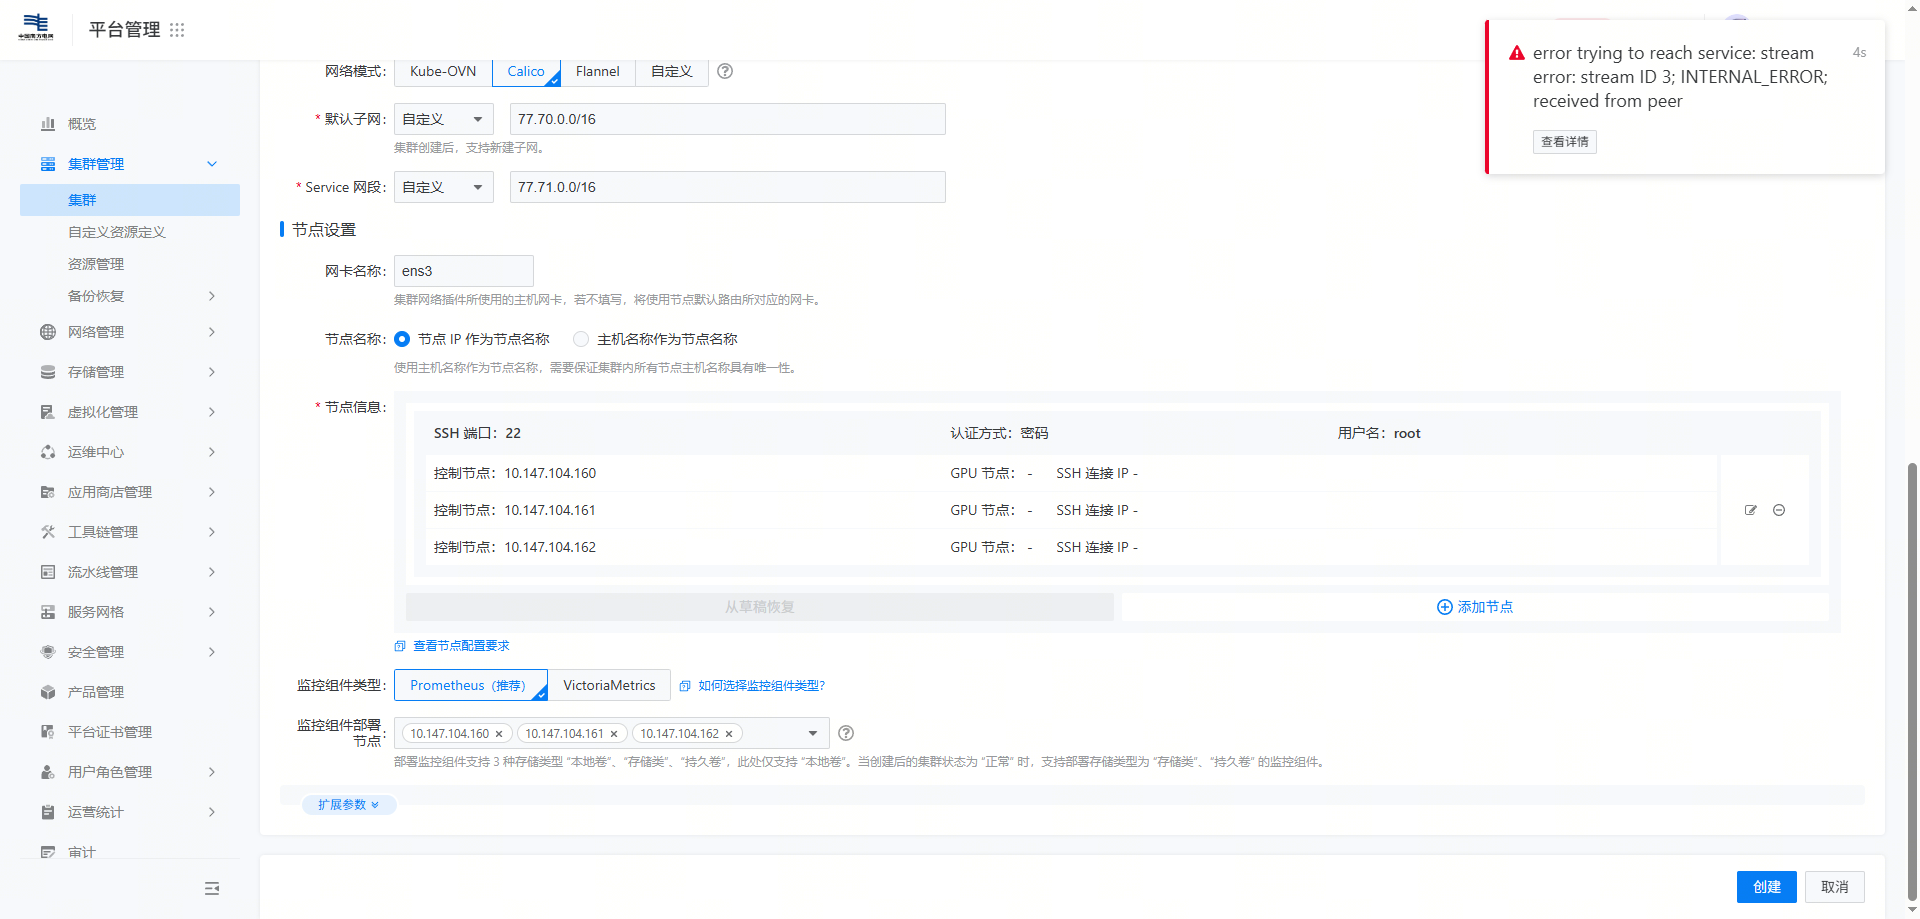 中国南方电网
平台管理
概览
集群管理
集群
自定义资源定义
资源管理
备份恢复
网络管理
存储管理
虚拟化管理
运维中心
应用商店管理
工具链管理
流水线管理
服务网格
安全管理
产品管理
平台证书管理
用户角色管理
运营统计
审计
网络模式: Kube-OVN Calico Flannel 自定义
* 默认子网: 自定义 77.70.0.0/16
集群创建后，支持新建子网。
* Service 网段: 自定义 77.71.0.0/16
节点设置
网卡名称: ens3
集群网络插件所使用的主机网卡，若不填写，将使用节点默认路由所对应的网卡。
节点名称: 节点 IP 作为节点名称 主机名称作为节点名称
使用主机名称作为节点名称，需要保证集群内所有节点主机名称具有唯一性。
* 节点信息:
SSH 端口: 22 认证方式: 密码 用户名: root
控制节点: 10.147.104.160 GPU 节点: - SSH 连接 IP -
控制节点: 10.147.104.161 GPU 节点: - SSH 连接 IP -
控制节点: 10.147.104.162 GPU 节点: - SSH 连接 IP -
从草稿恢复 添加节点
查看节点配置要求
监控组件类型: Prometheus（推荐） VictoriaMetrics 如何选择监控组件类型?
监控组件部署
节点: 10.147.104.160 × 10.147.104.161 × 10.147.104.162 ×
部署监控组件支持 3 种存储类型 “本地卷”、“存储类”、“持久卷”，此处仅支持 “本地卷”。当创建后的集群状态为 “正常” 时，支持部署存储类型为 “存储类”、“持久卷” 的监控组件。
扩展参数
创建 取消
error trying to reach service: stream 4s
error: stream ID 3; INTERNAL_ERROR;
received from peer
查看详情